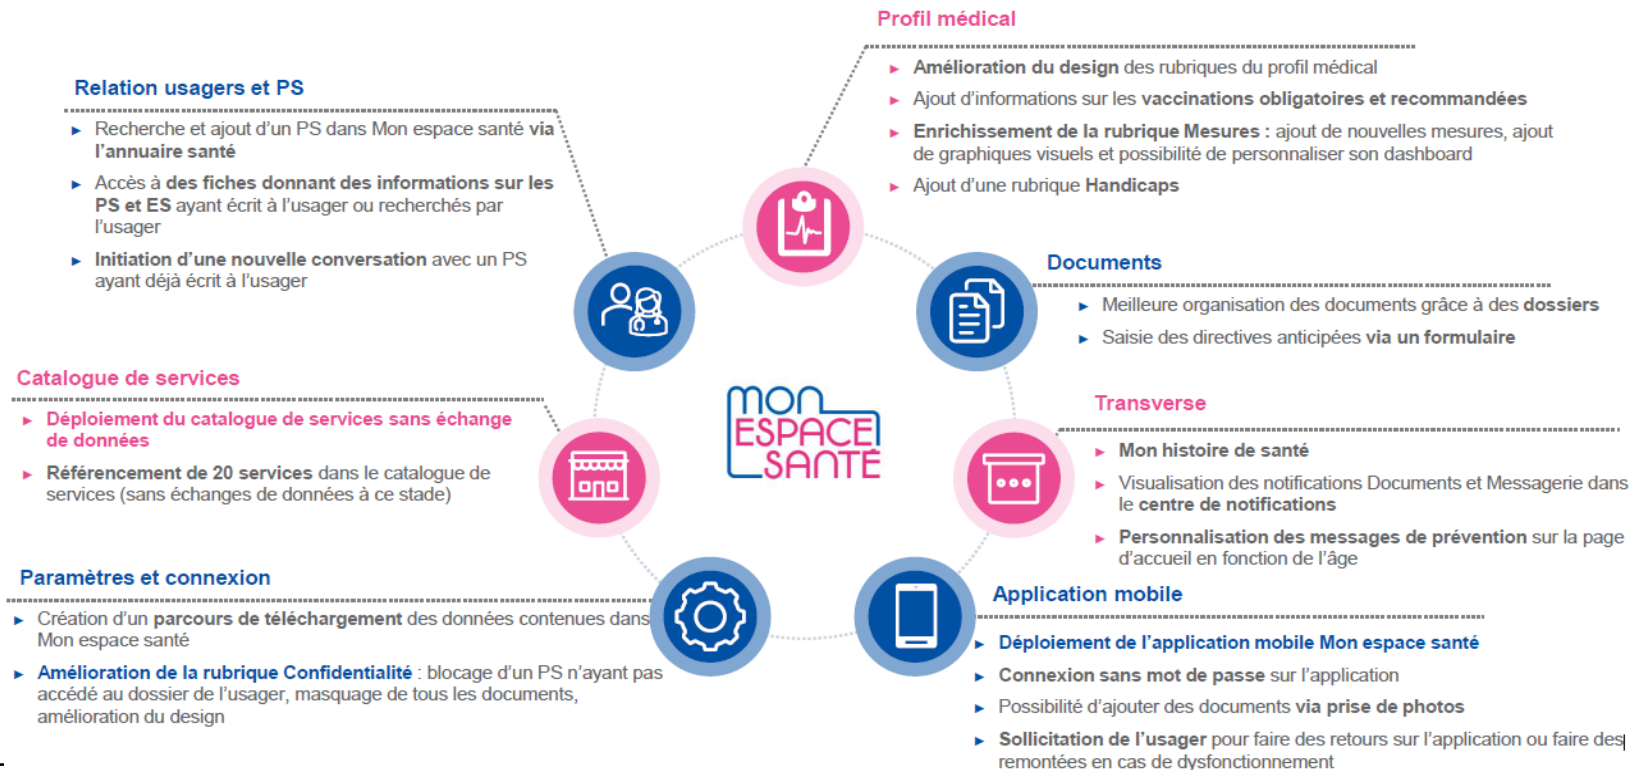 Profil médical
► Amélioration du design des rubriques du profil médical
► Ajout d’informations sur les vaccinations obligatoires et recommandées
► Enrichissement de la rubrique Mesures : ajout de nouvelles mesures, ajout
de graphiques visuels et possibilité de personnaliser son dashboard
► Ajout d’une rubrique Handicaps
Relation usagers et PS
► Recherche et ajout d’un PS dans Mon espace santé via
l’annuaire santé
► Accès à des fiches donnant des informations sur les
PS et ES ayant écrit à l’usager ou recherchés par
l’usager
► Initiation d’une nouvelle conversation avec un PS
ayant déjà écrit à l’usager
Documents
► Meilleure organisation des documents grâce à des dossiers
► Saisie des directives anticipées via un formulaire
Catalogue de services
► Déploiement du catalogue de services sans échange
de données
► Référencement de 20 services dans le catalogue de
services (sans échanges de données à ce stade)
MON
ESPACE
SANTÉ
Transverse
► Mon histoire de santé
► Visualisation des notifications Documents et Messagerie dans
le centre de notifications
► Personnalisation des messages de prévention sur la page
d’accueil en fonction de l’âge
Paramètres et connexion
► Création d’un parcours de téléchargement des données contenues dans
Mon espace santé
► Amélioration de la rubrique Confidentialité : blocage d’un PS n’ayant pas
accédé au dossier de l’usager, masquage de tous les documents,
amélioration du design
Application mobile
► Déploiement de l’application mobile Mon espace santé
► Connexion sans mot de passe sur l’application
► Possibilité d’ajouter des documents via prise de photos
► Sollicitation de l’usager pour faire des retours sur l’application ou faire des
remontées en cas de dysfonctionnement